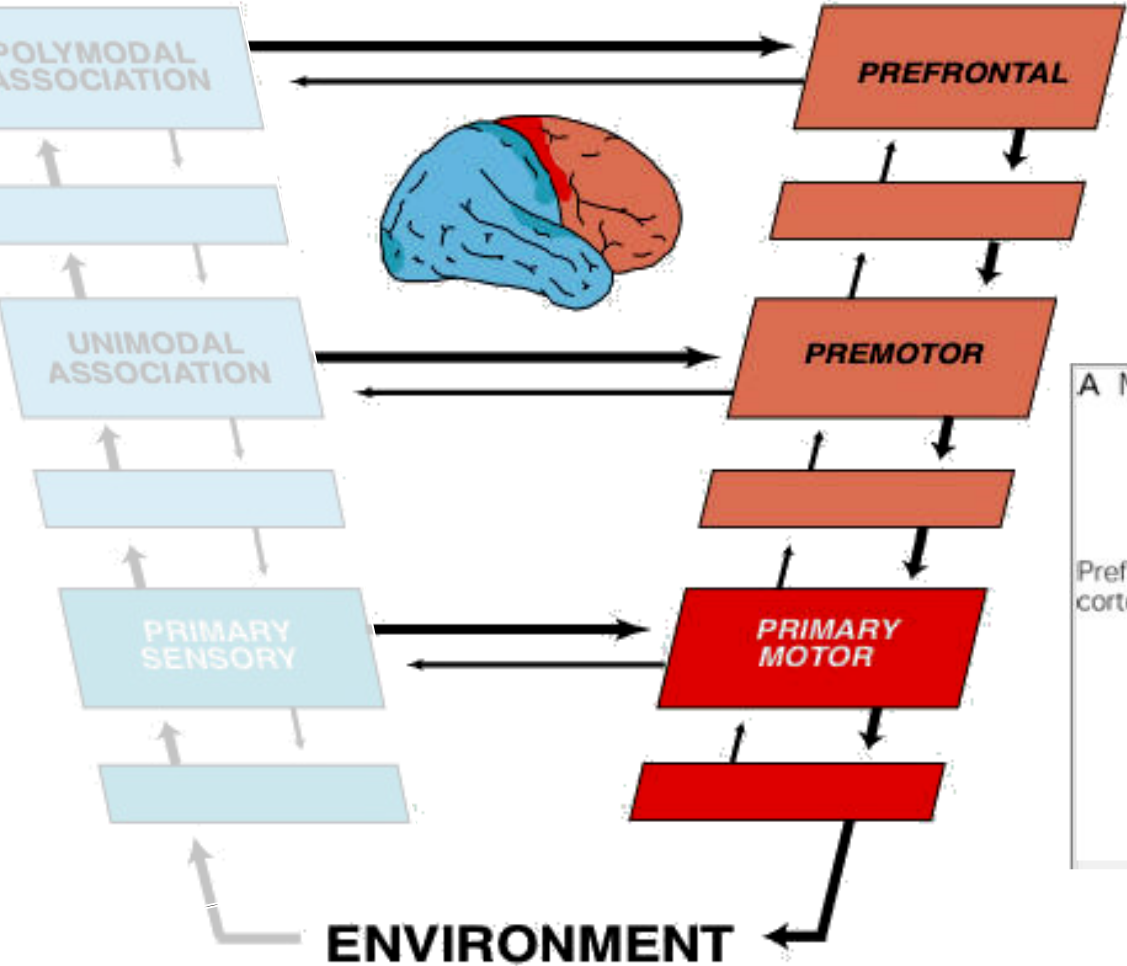 POLYMODAL
ASSOCIATION
PREFRONTAL
UNIMODAL
ASSOCIATION
PREMOTOR
A
PRIMARY
SENSORY
PRIMARY
MOTOR
ENVIRONMENT